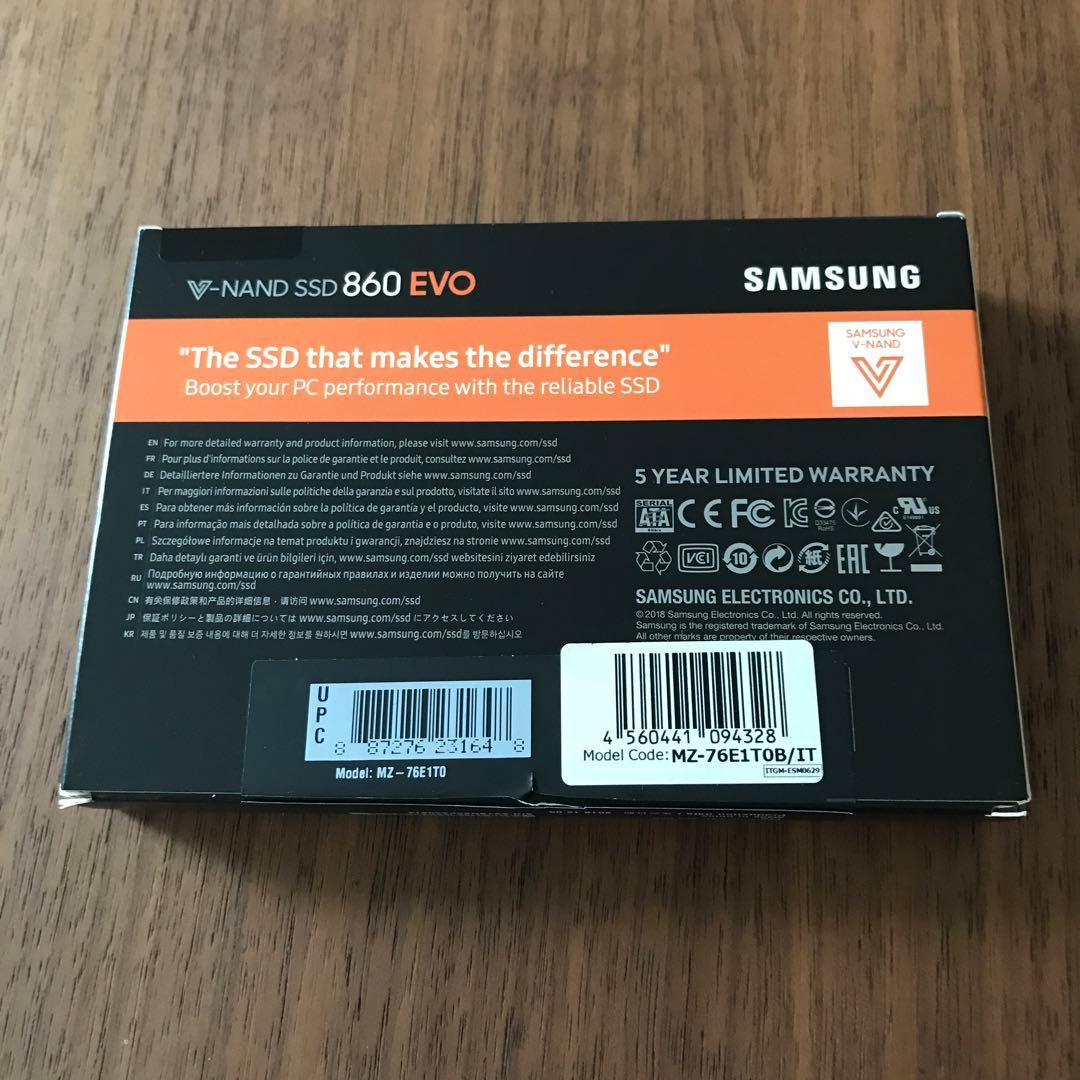 V-NAND SSD 860 EVO
SAMSUNG
"The SSD that makes the difference"
Boost your PC performance with the reliable SSD
SAMSUNG
V-NAND
EN For more detailed warranty and product information, please visit www.samsung.com/ssd
FR Pour plus d'informations sur la police de garantie et le produit, consultez www.samsung.com/ssd
DE Detailliertere Informationen zu Garantie und Produkt siehe www.samsung.com/ssd
IT Per maggiori informazioni sulle politiche della garanzia e sul prodotto, visitate il sito www.samsung.com/ssd
ES Para obtener más información sobre la política de garantía y el producto, visite www.samsung.com/ssd
PT Para informação mais detalhada sobre a política de garantia e o produto, visite www.samsung.com/ssd
PL Szczegółowe informacje na temat produktu i gwarancji, znajdziesz na stronie www.samsung.com/ssd
TR Daha detaylı garanti ve ürün bilgileri için, www.samsung.com/ssd websitesini ziyaret edebilirsiniz
RU Подробную информацию о гарантийных правилах и изделии можно получить на сайте
www.samsung.com/ssd
CN 有关保修政策和产品的详细信息，请访问 www.samsung.com/ssd
JP 保証ポリシーと製品の詳細については www.samsung.com/ssd にアクセスしてください
KR 제품 및 품질 보증 내용에 대해 더 자세한 정보를 원하시면 www.samsung.com/ssd를 방문하십시오
5 YEAR LIMITED WARRANTY
SERIAL
ATA
CE FC
RoHS
C UL US
VCI 10 紙 EAC
SAMSUNG ELECTRONICS CO., LTD.
©2018 Samsung Electronics Co., Ltd. All rights reserved.
Samsung is the registered trademark of Samsung Electronics Co., Ltd.
All other marks are property of their respective owners.
UPC
8 87276 23164 8
Model: MZ-76E1T0
4 560441 094328
Model Code: MZ-76E1T0B/IT
ITGM-ESM0629